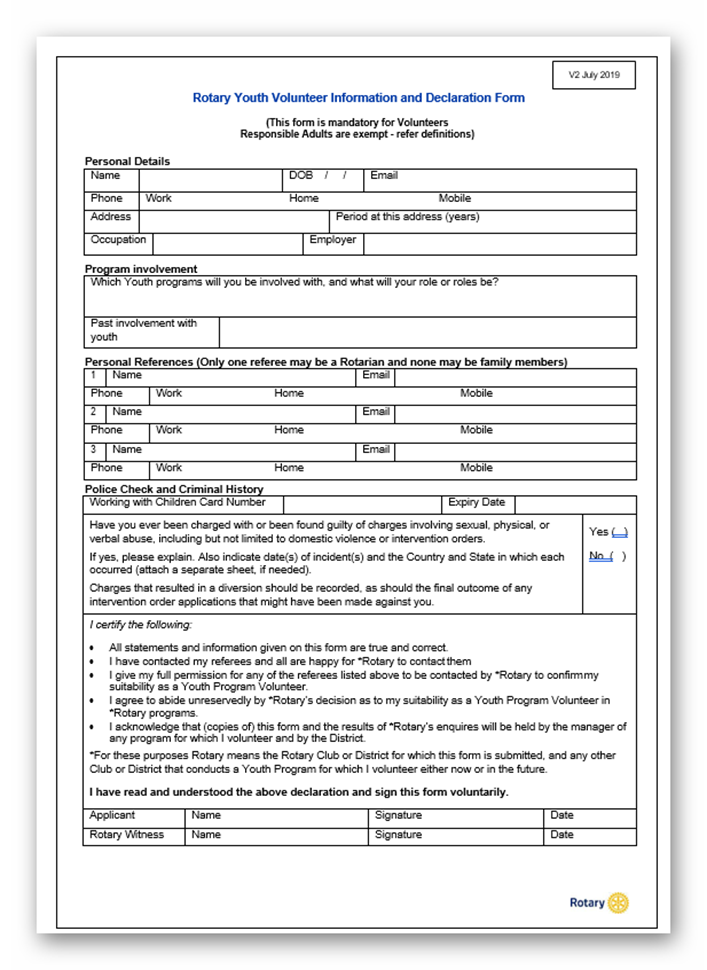 V2 July 2019
Rotary Youth Volunteer Information and Declaration Form
(This form is mandatory for Volunteers
Responsible Adults are exempt - refer definitions)
Personal Details
Name DOB / / Email
Phone Work Home Mobile
Address Period at this address (years)
Occupation Employer
Program involvement
Which Youth programs will you be involved with, and what will your role or roles be?
Past involvement with
youth
Personal References (Only one referee may be a Rotarian and none may be family members)
1 Name Email
Phone Work Home Mobile
2 Name Email
Phone Work Home Mobile
3 Name Email
Phone Work Home Mobile
Police Check and Criminal History
Working with Children Card Number Expiry Date
Have you ever been charged with or been found guilty of charges involving sexual, physical, or
verbal abuse, including but not limited to domestic violence or intervention orders.
Yes (__)
If yes, please explain. Also indicate date(s) of incident(s) and the Country and State in which each
occurred (attach a separate sheet, if needed).
No ( )
Charges that resulted in a diversion should be recorded, as should the final outcome of any
intervention order applications that might have been made against you.
I certify the following:
• All statements and information given on this form are true and correct.
• I have contacted my referees and all are happy for *Rotary to contact them
• I give my full permission for any of the referees listed above to be contacted by *Rotary to confirm my
suitability as a Youth Program Volunteer.
• I agree to abide unreservedly by *Rotary's decision as to my suitability as a Youth Program Volunteer in
*Rotary programs.
• I acknowledge that (copies of) this form and the results of *Rotary's enquires will be held by the manager of
any program for which I volunteer and by the District.
*For these purposes Rotary means the Rotary Club or District for which this form is submitted, and any other
Club or District that conducts a Youth Program for which I volunteer either now or in the future.
I have read and understood the above declaration and sign this form voluntarily.
Applicant Name Signature Date
Rotary Witness Name Signature Date
Rotary